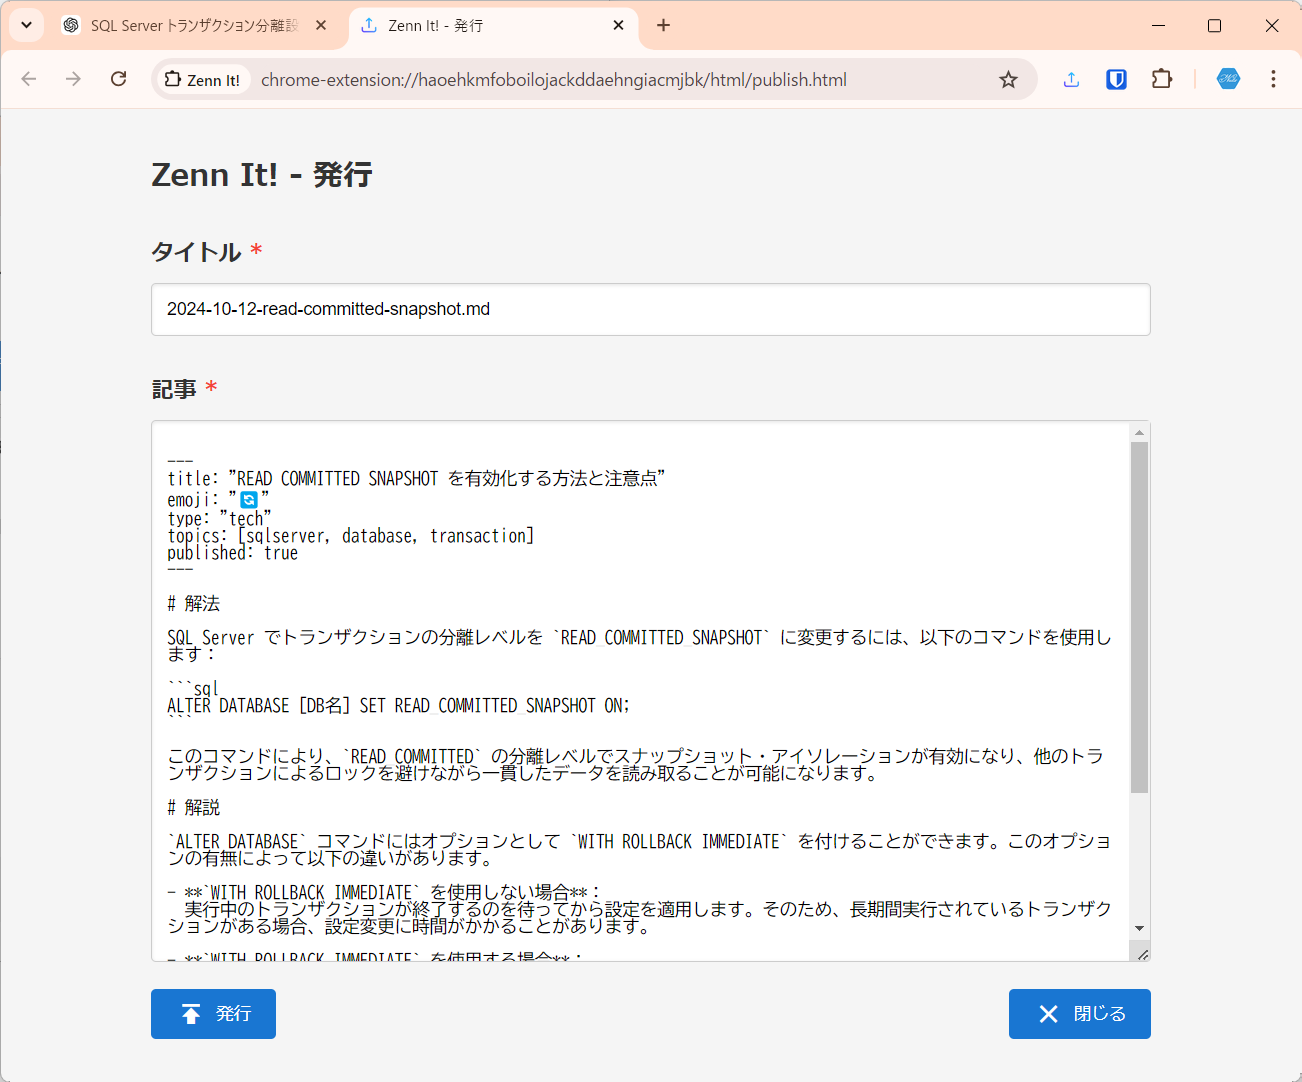 SQL Server トランザクション分離設
Zenn It! - 発行
Zenn It!
chrome-extension://haoehkmfoboilojackddaehngiacmjbk/html/publish.html
Zenn It! - 発行
タイトル *
2024-10-12-read-committed-snapshot.md
記事 *
---
title: "READ COMMITTED SNAPSHOT を有効化する方法と注意点"
emoji: "🔄"
type: "tech"
topics: [sqlserver, database, transaction]
published: true
---
# 解法
SQL Server でトランザクションの分離レベルを `READ_COMMITTED_SNAPSHOT` に変更するには、以下のコマンドを使用し
ます：
```sql
ALTER DATABASE [DB名] SET READ_COMMITTED_SNAPSHOT ON;
```
このコマンドにより、`READ COMMITTED` の分離レベルでスナップショット・アイソレーションが有効になり、他のトラ
ンザクションによるロックを避けながら一貫したデータを読み取ることが可能になります。
# 解説
`ALTER DATABASE` コマンドにはオプションとして `WITH ROLLBACK IMMEDIATE` を付けることができます。このオプショ
ンの有無によって以下の違いがあります。
- **`WITH ROLLBACK IMMEDIATE` を使用しない場合**：
実行中のトランザクションが終了するのを待ってから設定を適用します。そのため、長期間実行されているトランザク
ションがある場合、設定変更に時間がかかることがあります。
- **`WITH ROLLBACK IMMEDIATE` を使用する場合**：
発行
閉じる